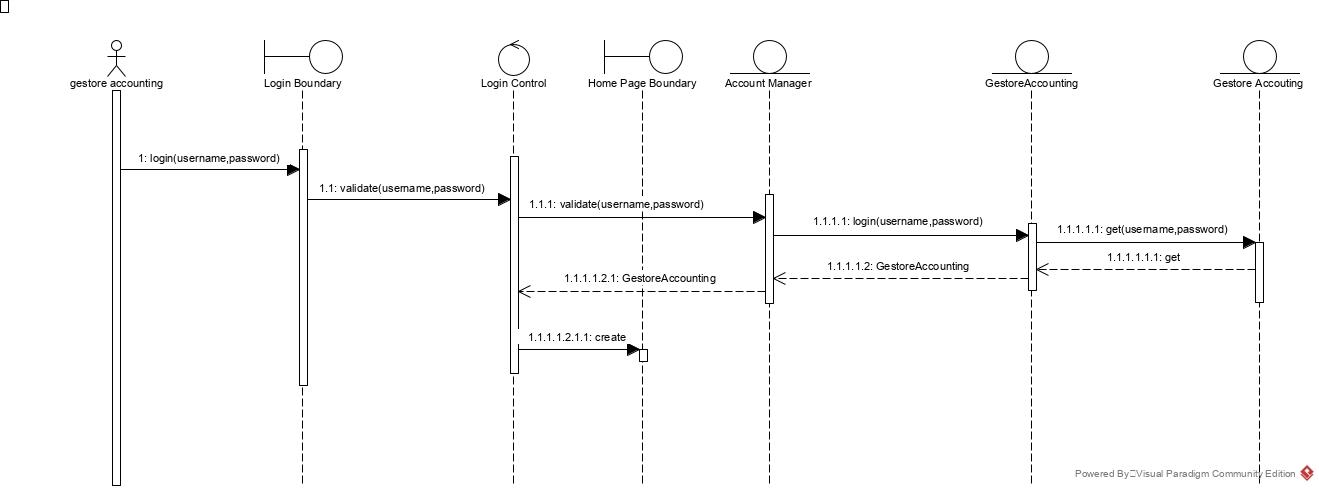 gestore accounting
Login Boundary
Login Control
Home Page Boundary
Account Manager
GestoreAccounting
Gestore Accouting
1: login(username,password)
1.1: validate(username,password)
1.1.1: validate(username,password)
1.1.1.1: login(username,password)
1.1.1.1.1: get(username,password)
1.1.1.1.1.1: get
1.1.1.1.2: GestoreAccounting
1.1.1.1.2.1: GestoreAccounting
1.1.1.1.2.1.1: create
Powered By Visual Paradigm Community Edition